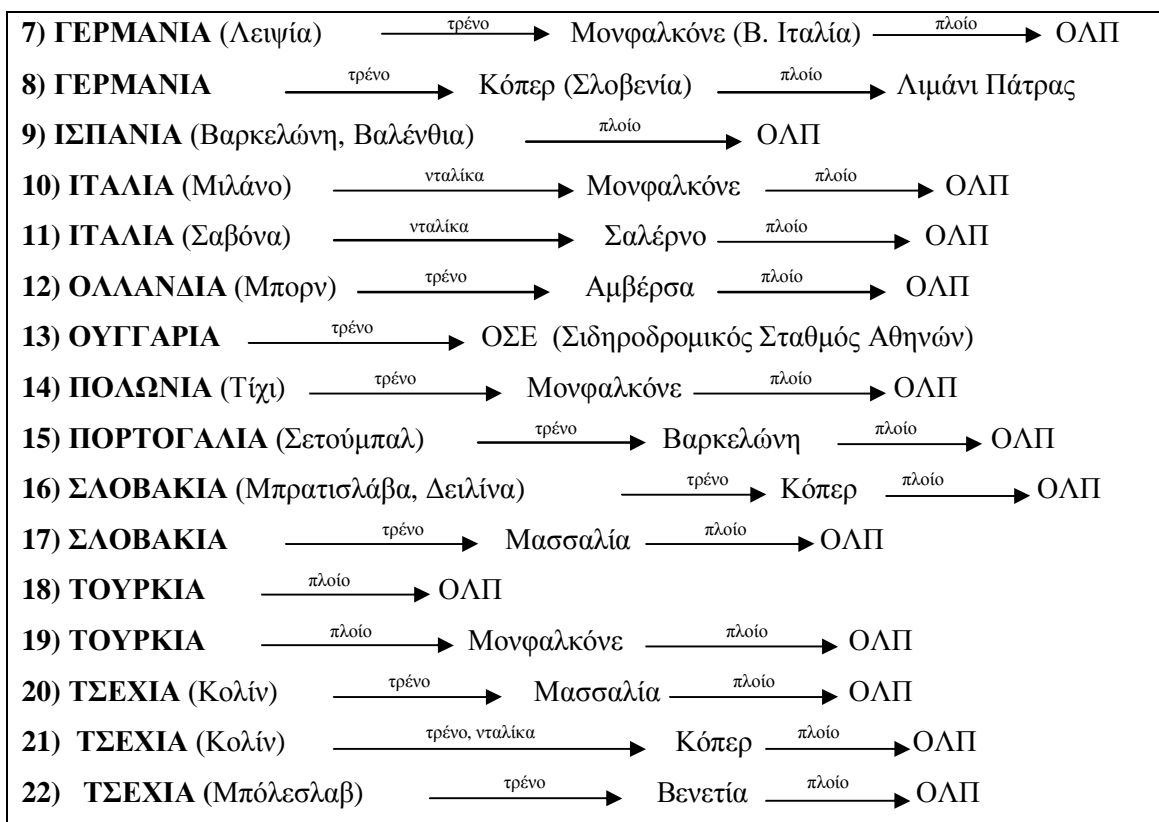 7) ΓΕΡΜΑΝΙΑ (Λειψία) τρένο Μονφαλκόνε (Β. Ιταλία) πλοίο ΟΛΠ
8) ΓΕΡΜΑΝΙΑ τρένο Κόπερ (Σλοβενία) πλοίο Λιμάνι Πάτρας
9) ΙΣΠΑΝΙΑ (Βαρκελώνη, Βαλένθια) πλοίο ΟΛΠ
10) ΙΤΑΛΙΑ (Μιλάνο) νταλίκα Μονφαλκόνε πλοίο ΟΛΠ
11) ΙΤΑΛΙΑ (Σαβόνα) νταλίκα Σαλέρνο πλοίο ΟΛΠ
12) ΟΛΛΑΝΔΙΑ (Μπορν) τρένο Αμβέρσα πλοίο ΟΛΠ
13) ΟΥΓΓΑΡΙΑ τρένο ΟΣΕ (Σιδηροδρομικός Σταθμός Αθηνών)
14) ΠΟΛΩΝΙΑ (Τίχι) τρένο Μονφαλκόνε πλοίο ΟΛΠ
15) ΠΟΡΤΟΓΑΛΙΑ (Σετούμπαλ) τρένο Βαρκελώνη πλοίο ΟΛΠ
16) ΣΛΟΒΑΚΙΑ (Μπρατισλάβα, Δειλίνα) τρένο Κόπερ πλοίο ΟΛΠ
17) ΣΛΟΒΑΚΙΑ τρένο Μασσαλία πλοίο ΟΛΠ
18) ΤΟΥΡΚΙΑ πλοίο ΟΛΠ
19) ΤΟΥΡΚΙΑ πλοίο Μονφαλκόνε πλοίο ΟΛΠ
20) ΤΣΕΧΙΑ (Κολίν) τρένο Μασσαλία πλοίο ΟΛΠ
21) ΤΣΕΧΙΑ (Κολίν) τρένο, νταλίκα Κόπερ πλοίο ΟΛΠ
22) ΤΣΕΧΙΑ (Μπόλεσλαβ) τρένο Βενετία πλοίο ΟΛΠ